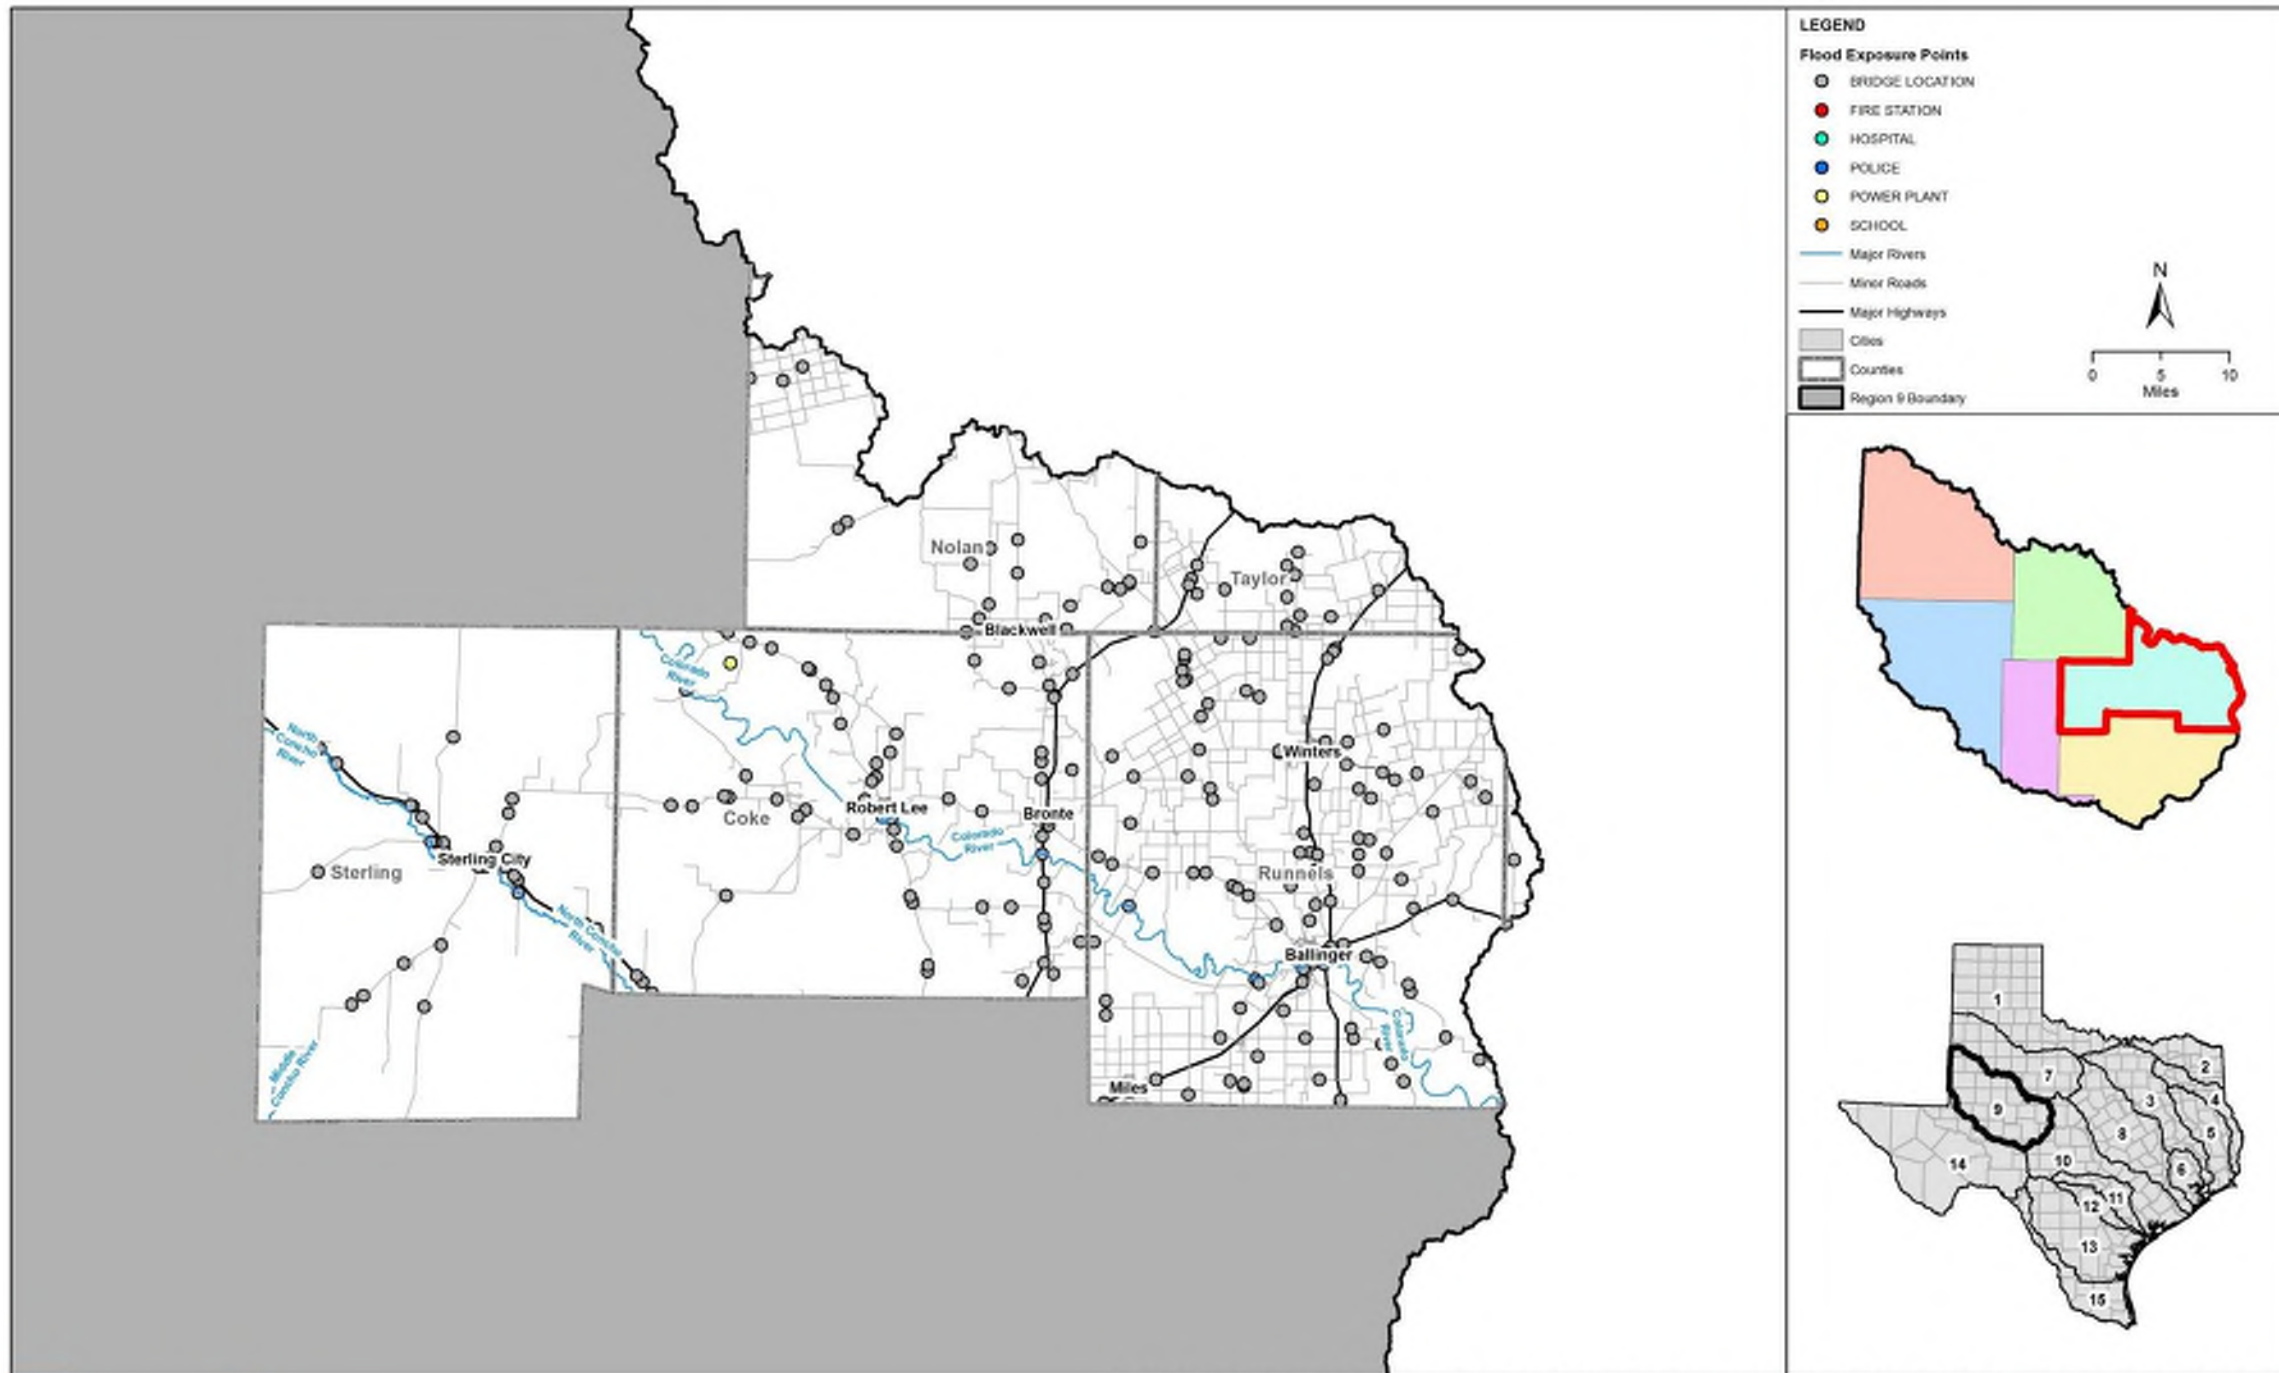 LEGEND
Flood Exposure Points
BRIDGE LOCATION
FIRE STATION
HOSPITAL
POLICE
POWER PLANT
SCHOOL
Major Rivers
Minor Roads
Major Highways
Cities
Counties
Region 9 Boundary
N
0 5 10
Miles
Nolan
Taylor
Blackwell
Colorado
River
North
Concho
River
Winters
Robert Lee
Coke
Bronte
Colorado
River
Sterling City
Sterling
Runnels
North Concho
River
Ballinger
Colorado
River
Middle
Concho River
Miles
1
2
7
3
4
9
8
5
14
10
6
11
12
13
15